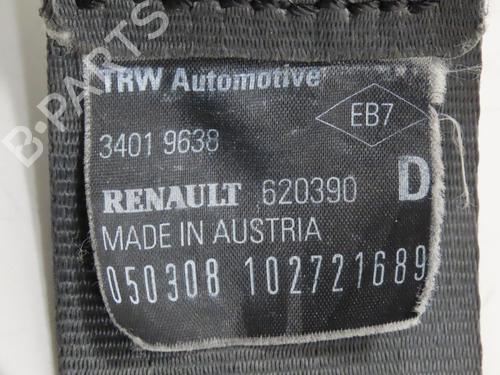 TRW Automotive
EB7
3401 9638
RENAULT 620390 D
MADE IN AUSTRIA
050308 102721689
B-PARTS